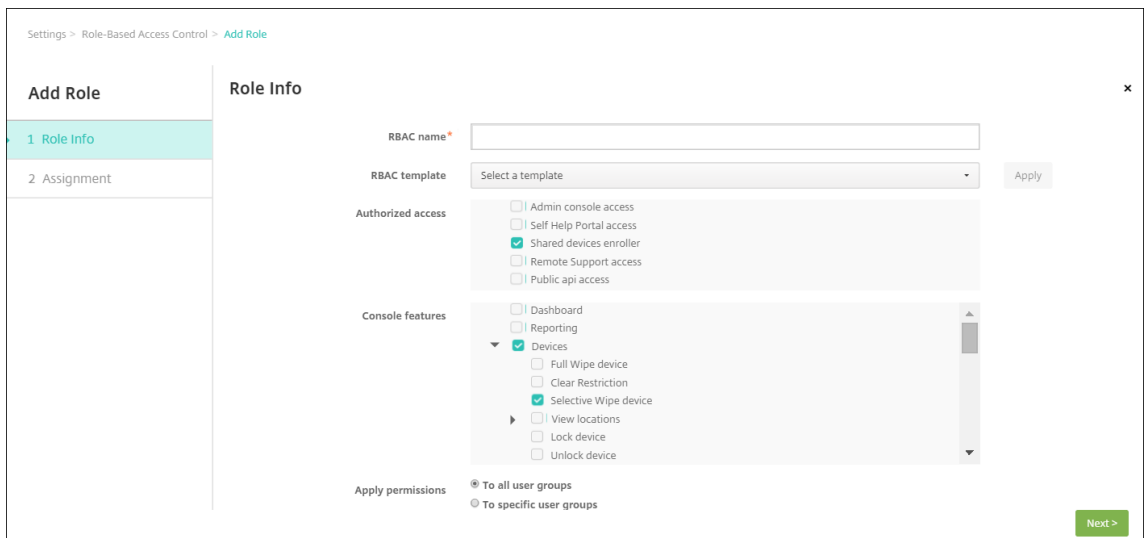 Settings > Role-Based Access Control > Add Role
Add Role
1 Role Info
2 Assignment
Role Info
×
RBAC name*
RBAC template Select a template Apply
Authorized access
Admin console access
Self Help Portal access
Shared devices enroller
Remote Support access
Public api access
Console features
Dashboard
Reporting
Devices
Full Wipe device
Clear Restriction
Selective Wipe device
View locations
Lock device
Unlock device
Apply permissions
To all user groups
To specific user groups
Next >